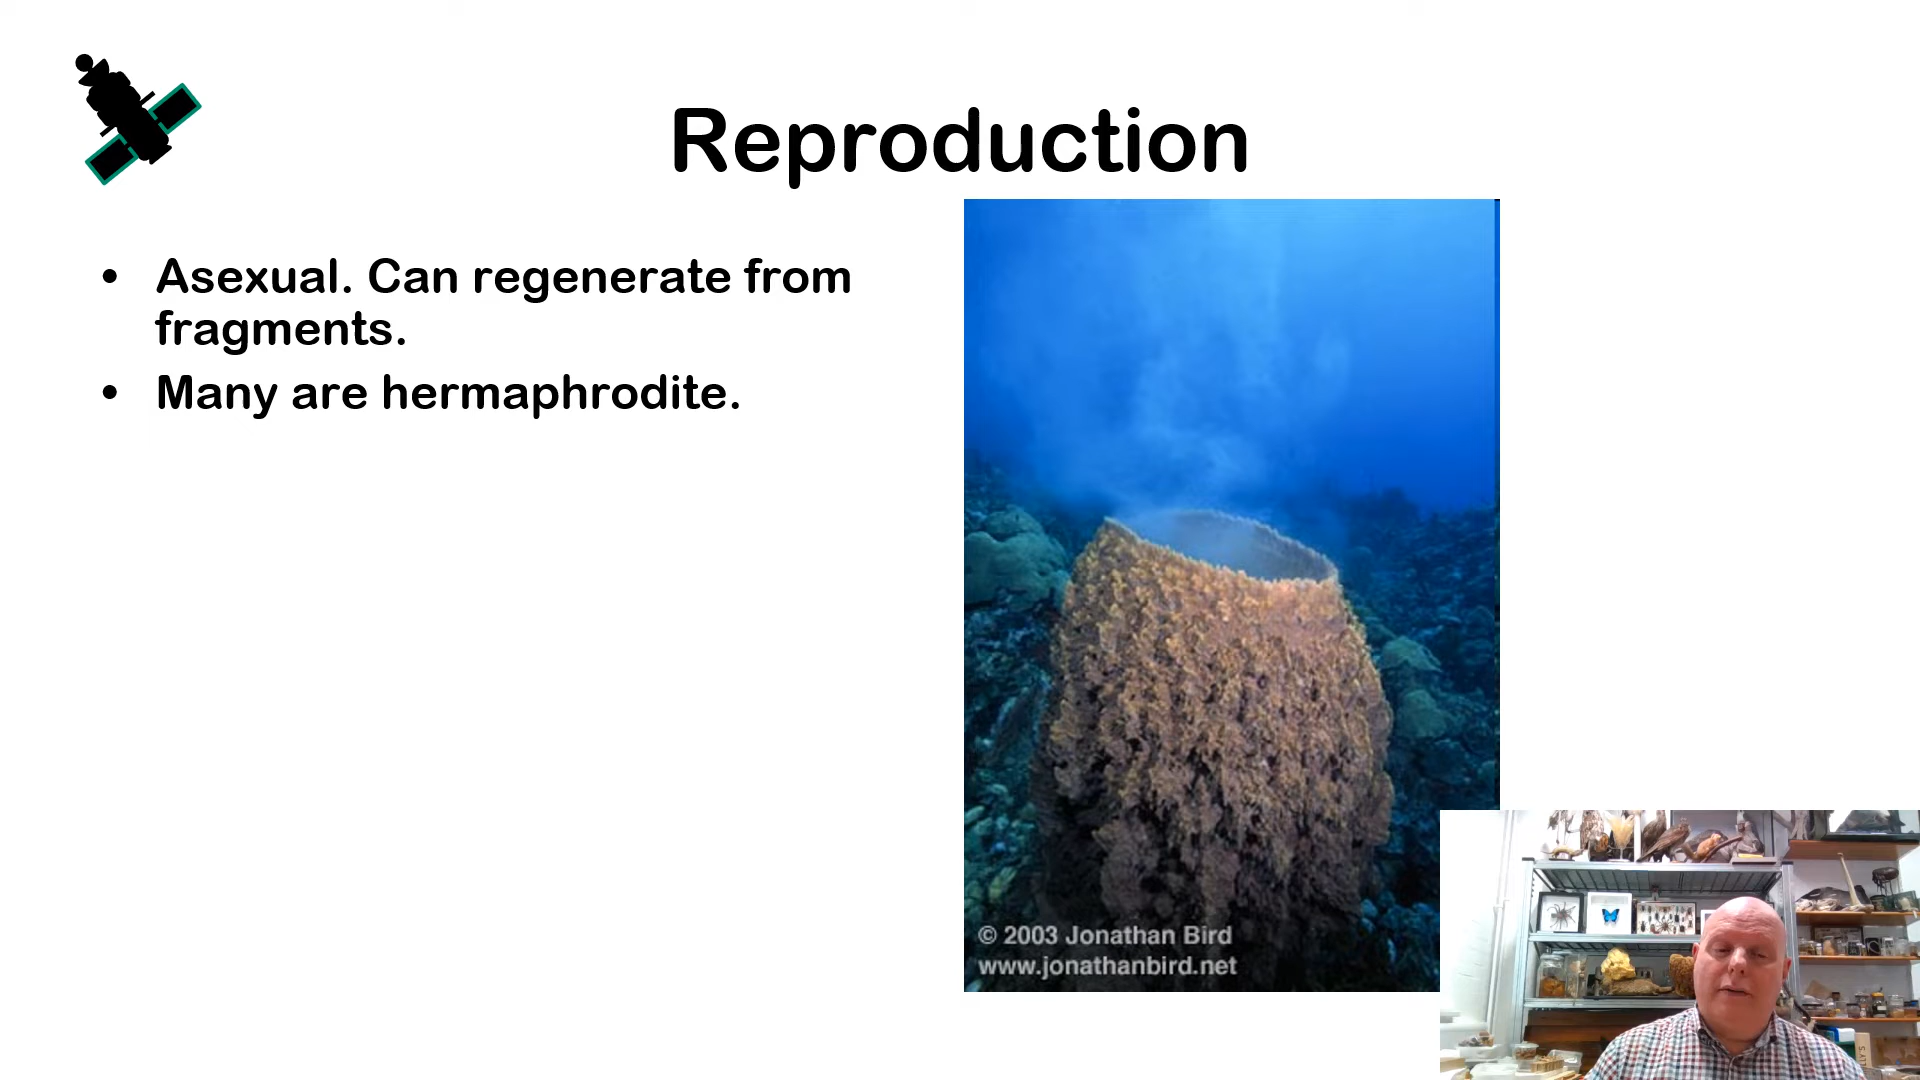 Reproduction
• Asexual. Can regenerate from
fragments.
• Many are hermaphrodite.
© 2003 Jonathan Bird
www.jonathanbird.net